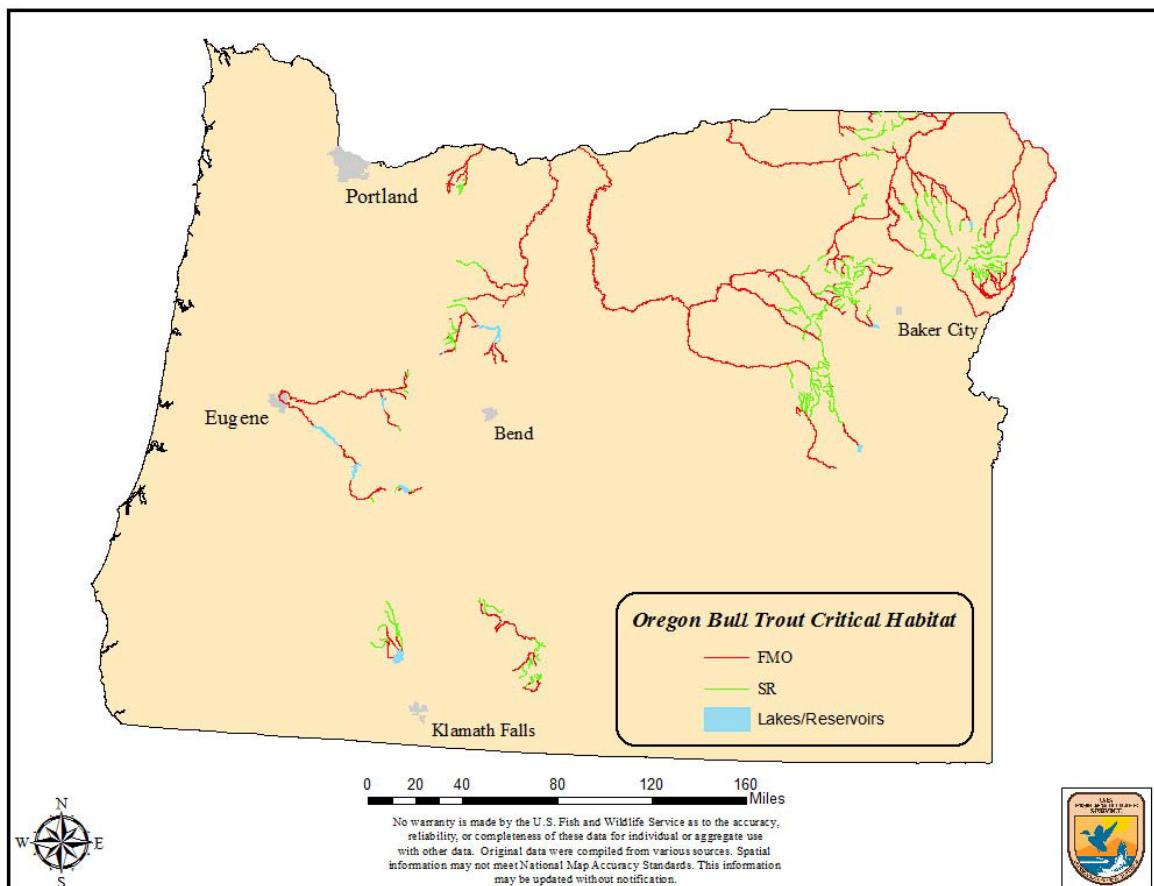 Portland
Baker City
Eugene
Bend
Oregon Bull Trout Critical Habitat
FMO
SR
Lakes/Reservoirs
Klamath Falls
0 20 40 80 120 160
Miles
N
W E
S
No warranty is made by the U.S. Fish and Wildlife Service as to the accuracy,
reliability, or completeness of these data for individual or aggregate use
with other data. Original data were compiled from various sources. Spatial
information may not meet National Map Accuracy Standards. This information
may be updated without notification.
U.S.
FISH & WILDLIFE
SERVICE